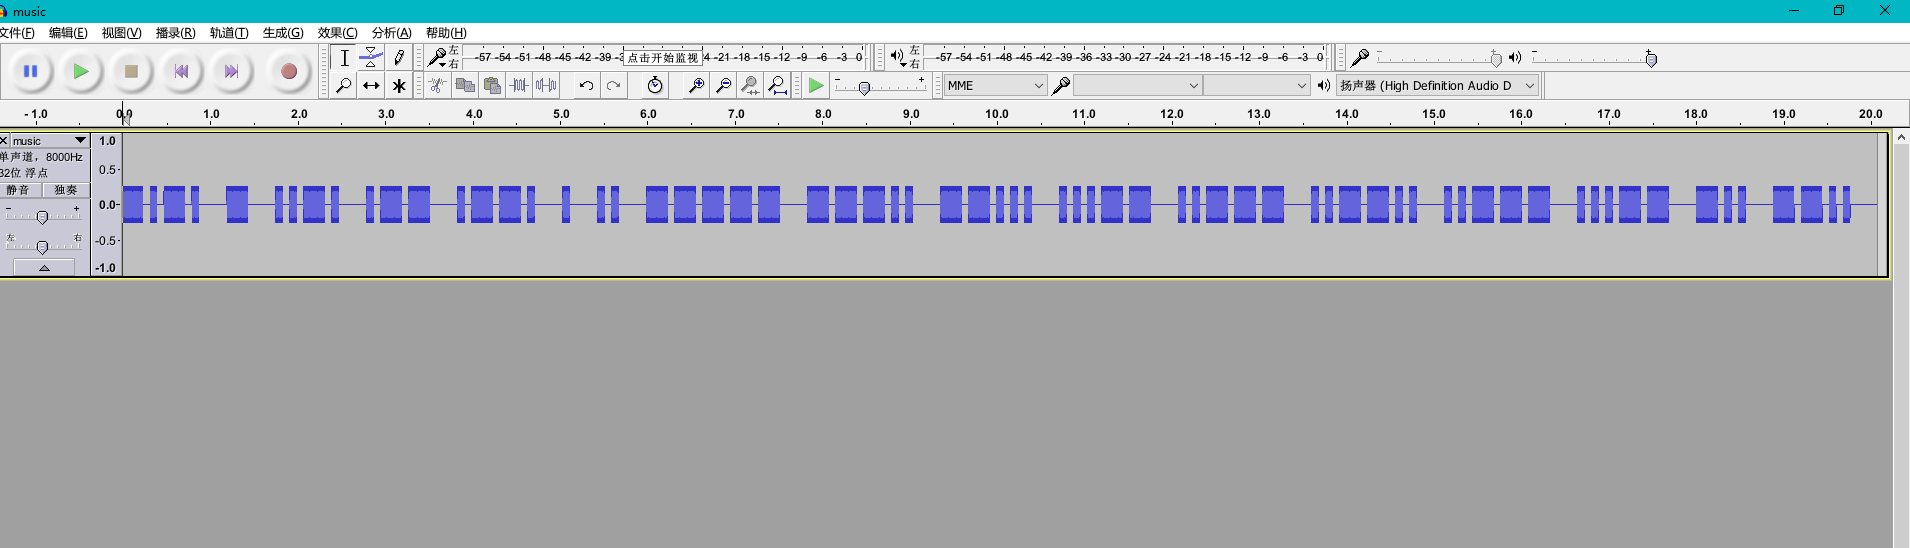 music
文件(F) 编辑(E) 视图(V) 播录(R) 轨道(T) 生成(G) 效果(C) 分析(A) 帮助(H)
左 -57 -54 -51 -48 -45 -42 -39 -3 点击开始监视 4 -21 -18 -15 -12 -9 -6 -3 0 左 -57 -54 -51 -48 -45 -42 -39 -36 -33 -30 -27 -24 -21 -18 -15 -12 -9 -6 -3 0 - + - +
右 右
- + MME 扬声器 (High Definition Audio D
-1.0 0.0 1.0 2.0 3.0 4.0 5.0 6.0 7.0 8.0 9.0 10.0 11.0 12.0 13.0 14.0 15.0 16.0 17.0 18.0 19.0 20.0
music 1.0
单声道, 8000Hz
32位 浮点 0.5
静音 独奏
- + 0.0
左 右 -0.5
-1.0